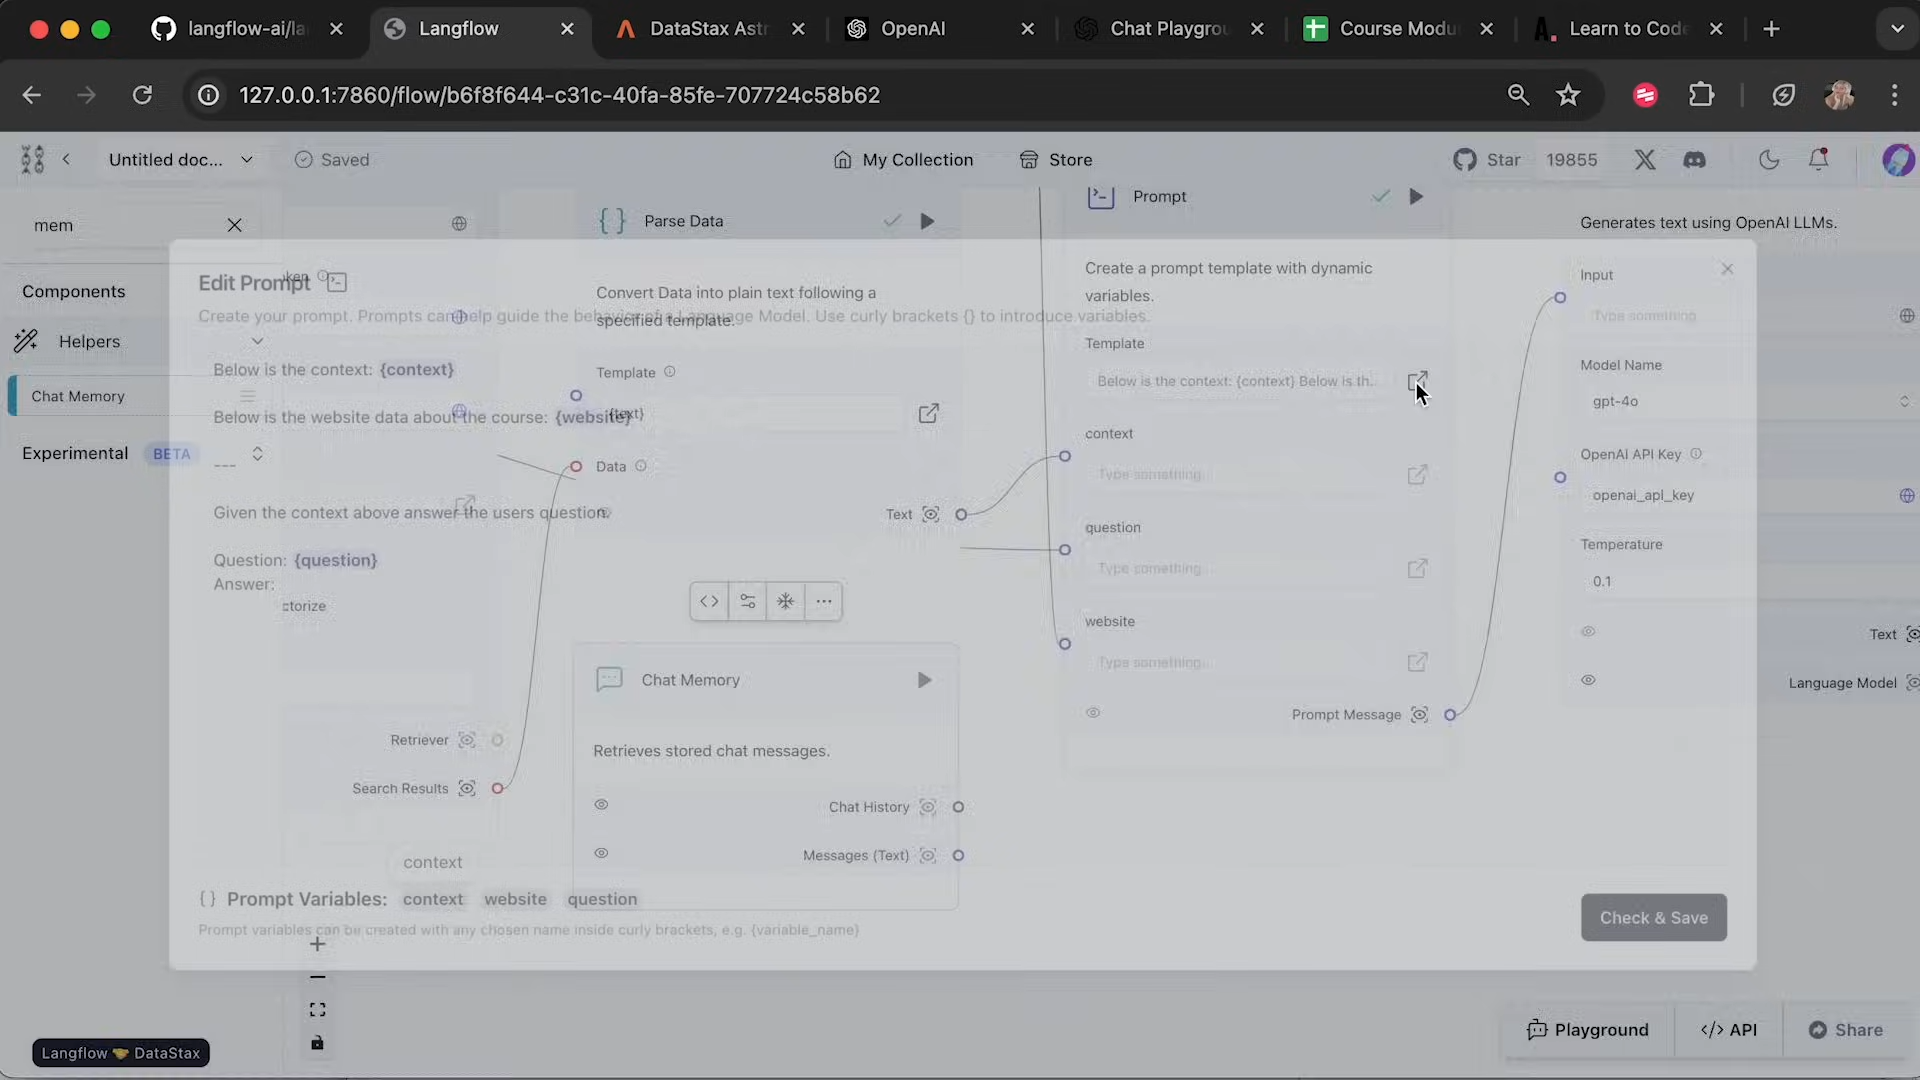 langflow-ai/la
Langflow
DataStax Astr
OpenAI
Chat Playgrou
Course Modu
Learn to Code
127.0.0.1:7860/flow/b6f8f644-c31c-40fa-85fe-707724c58b62
Untitled doc...
Saved
My Collection
Store
Star
19855
mem
Components
Helpers
Chat Memory
Experimental
BETA
Edit Prompt
Create your prompt. Prompts can help guide the behavior of a Language Model. Use curly brackets {} to introduce variables.
Below is the context: {context}
Below is the website data about the course: {website}
---
Given the context above answer the users question.
Question: {question}
Answer:
ctorize
Retriever
Search Results
context
Prompt Variables: context website question
Prompt variables can be created with any chosen name inside curly brackets, e.g. {variable_name}
Check & Save
Parse Data
Convert Data into plain text following a
specified template.
Template
{text}
Data
Text
Chat Memory
Retrieves stored chat messages.
Chat History
Messages (Text)
Prompt
Create a prompt template with dynamic
variables.
Template
Below is the context: {context} Below is th...
context
Type something...
question
Type something...
website
Type something...
Prompt Message
Generates text using OpenAI LLMs.
Input
Type something
Model Name
gpt-4o
OpenAI API Key
openai_apI_key
Temperature
0.1
Text
Language Model
Langflow 🤝 DataStax
Playground
</> API
Share